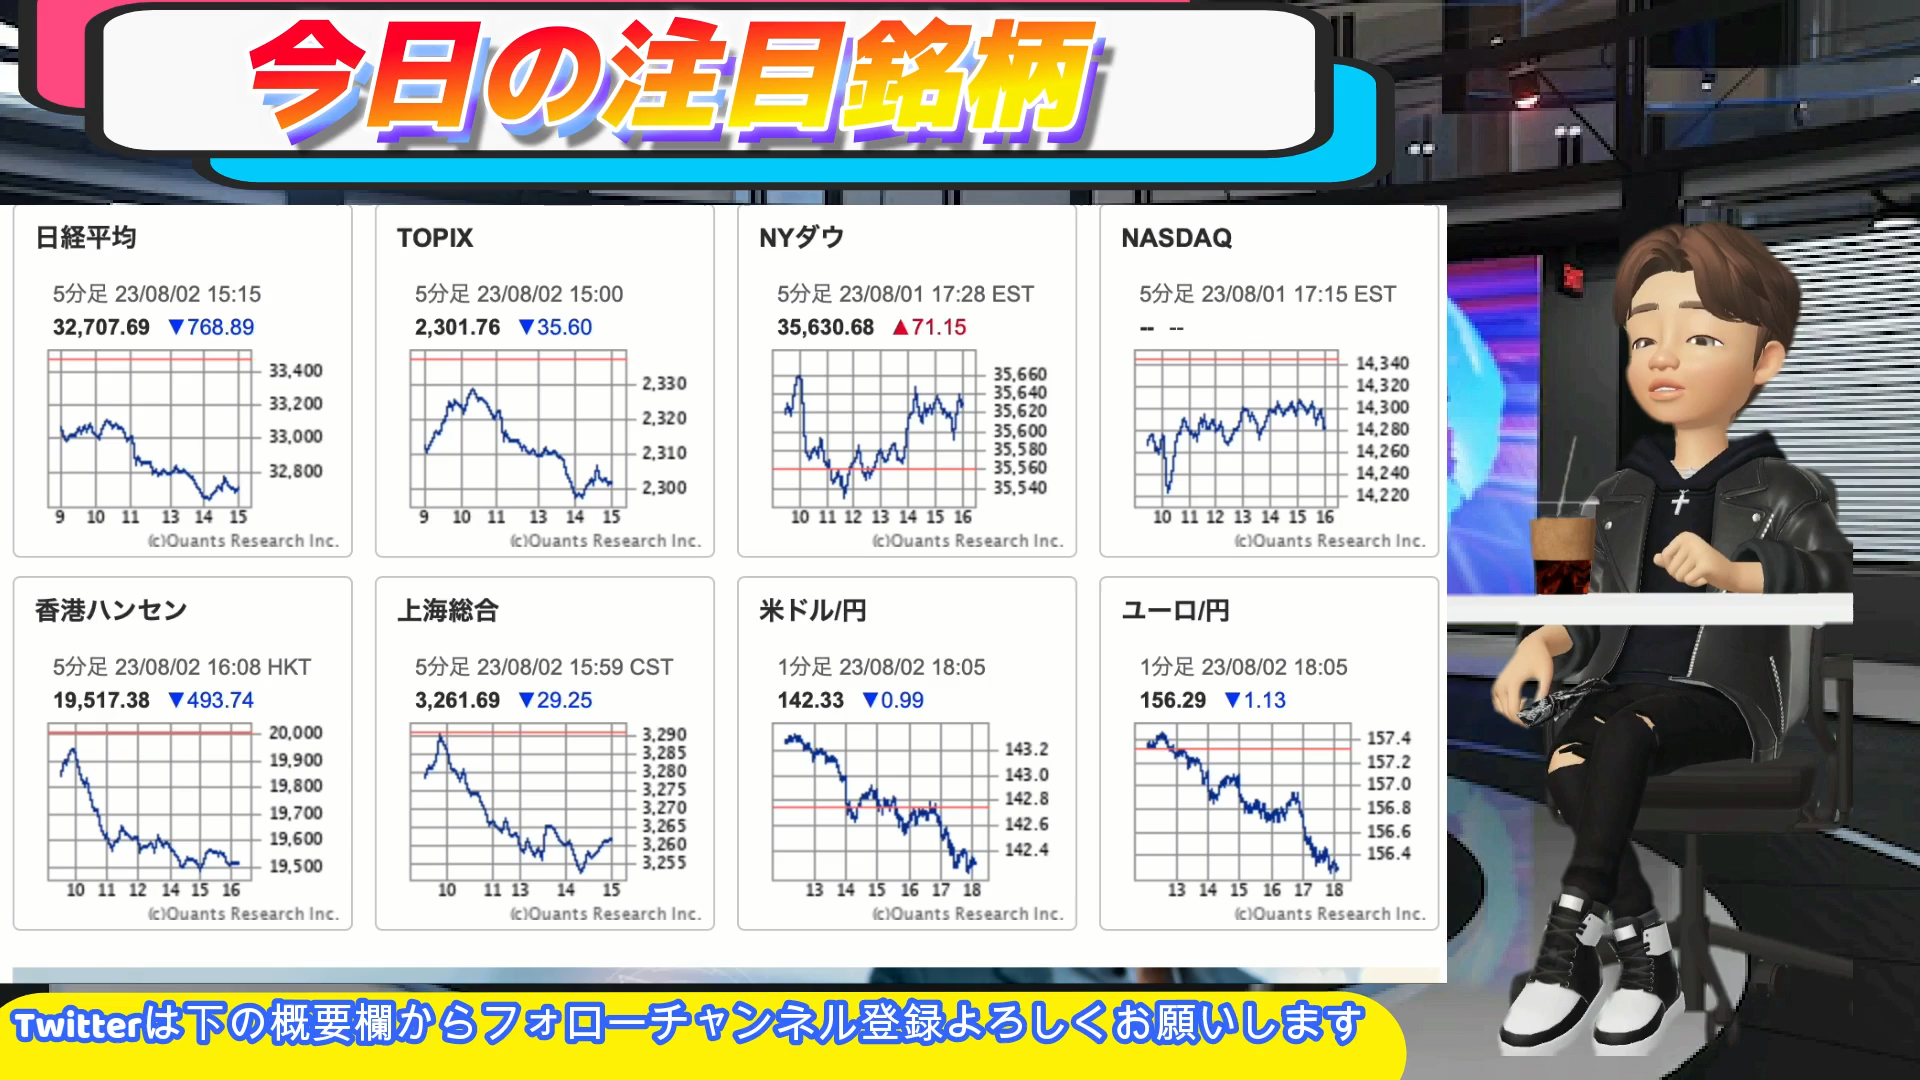 今日の注目銘柄
日経平均
5分足 23/08/02 15:15
32,707.69 ▼768.89
33,400
33,200
33,000
32,800
9 10 11 13 14 15
(c)Quants Research Inc.
TOPIX
5分足 23/08/02 15:00
2,301.76 ▼35.60
2,330
2,320
2,310
2,300
9 10 11 13 14 15
(c)Quants Research Inc.
NYダウ
5分足 23/08/01 17:28 EST
35,630.68 ▲71.15
35,660
35,640
35,620
35,600
35,580
35,560
35,540
10 11 12 13 14 15 16
(c)Quants Research Inc.
NASDAQ
5分足 23/08/01 17:15 EST
-- --
14,340
14,320
14,300
14,280
14,260
14,240
14,220
10 11 12 13 14 15 16
(c)Quants Research Inc.
香港ハンセン
5分足 23/08/02 16:08 HKT
19,517.38 ▼493.74
20,000
19,900
19,800
19,700
19,600
19,500
10 11 12 14 15 16
(c)Quants Research Inc.
上海総合
5分足 23/08/02 15:59 CST
3,261.69 ▼29.25
3,290
3,285
3,280
3,275
3,270
3,265
3,260
3,255
10 11 13 14 15
(c)Quants Research Inc.
米ドル/円
1分足 23/08/02 18:05
142.33 ▼0.99
143.2
143.0
142.8
142.6
142.4
13 14 15 16 17 18
(c)Quants Research Inc.
ユーロ/円
1分足 23/08/02 18:05
156.29 ▼1.13
157.4
157.2
157.0
156.8
156.6
156.4
13 14 15 16 17 18
(c)Quants Research Inc.
Twitterは下の概要欄からフォローチャンネル登録よろしくお願いします